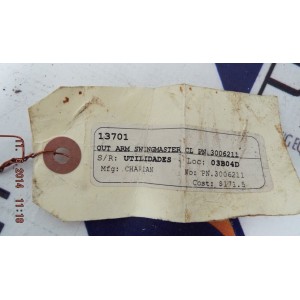 13701
OUT ARM SWINGMASTER CL PN.3006211
S/R: UTILIDADES Loc: 03B04D
Mfg: CHARIAN No: PN.3006211
Cost: $171.5
2014 11:18